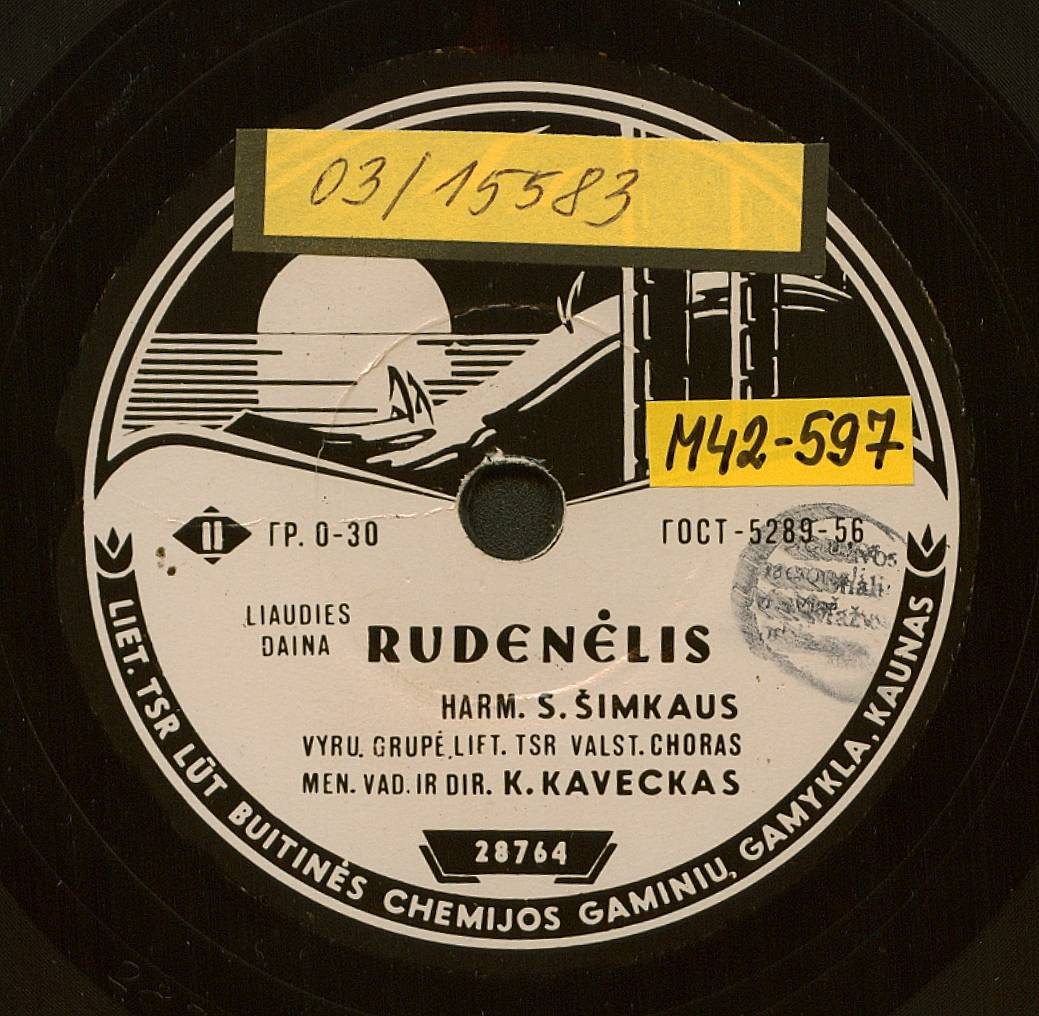 03/15583
M42-597
II ГР. 0-30
ГОСТ-5289-56
LIAUDIES
DAINA
RUDENĖLIS
HARM. S. ŠIMKAUS
VYRŲ. GRUPĖ, LIET. TSR VALST. CHORAS
MEN. VAD. IR DIR. K. KAVECKAS
28764
LIET. TSR LŪT BUITINĖS CHEMIJOS GAMINIŲ, GAMYKLA, KAUNAS